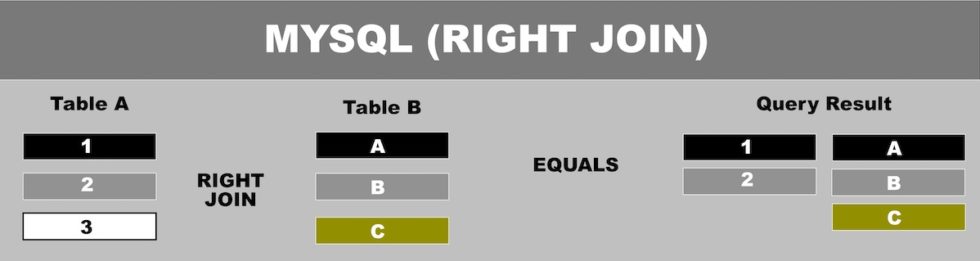 MYSQL (RIGHT JOIN)
Table A
1
2
3
RIGHT
JOIN
Table B
A
B
C
EQUALS
Query Result
1 A
2 B
C